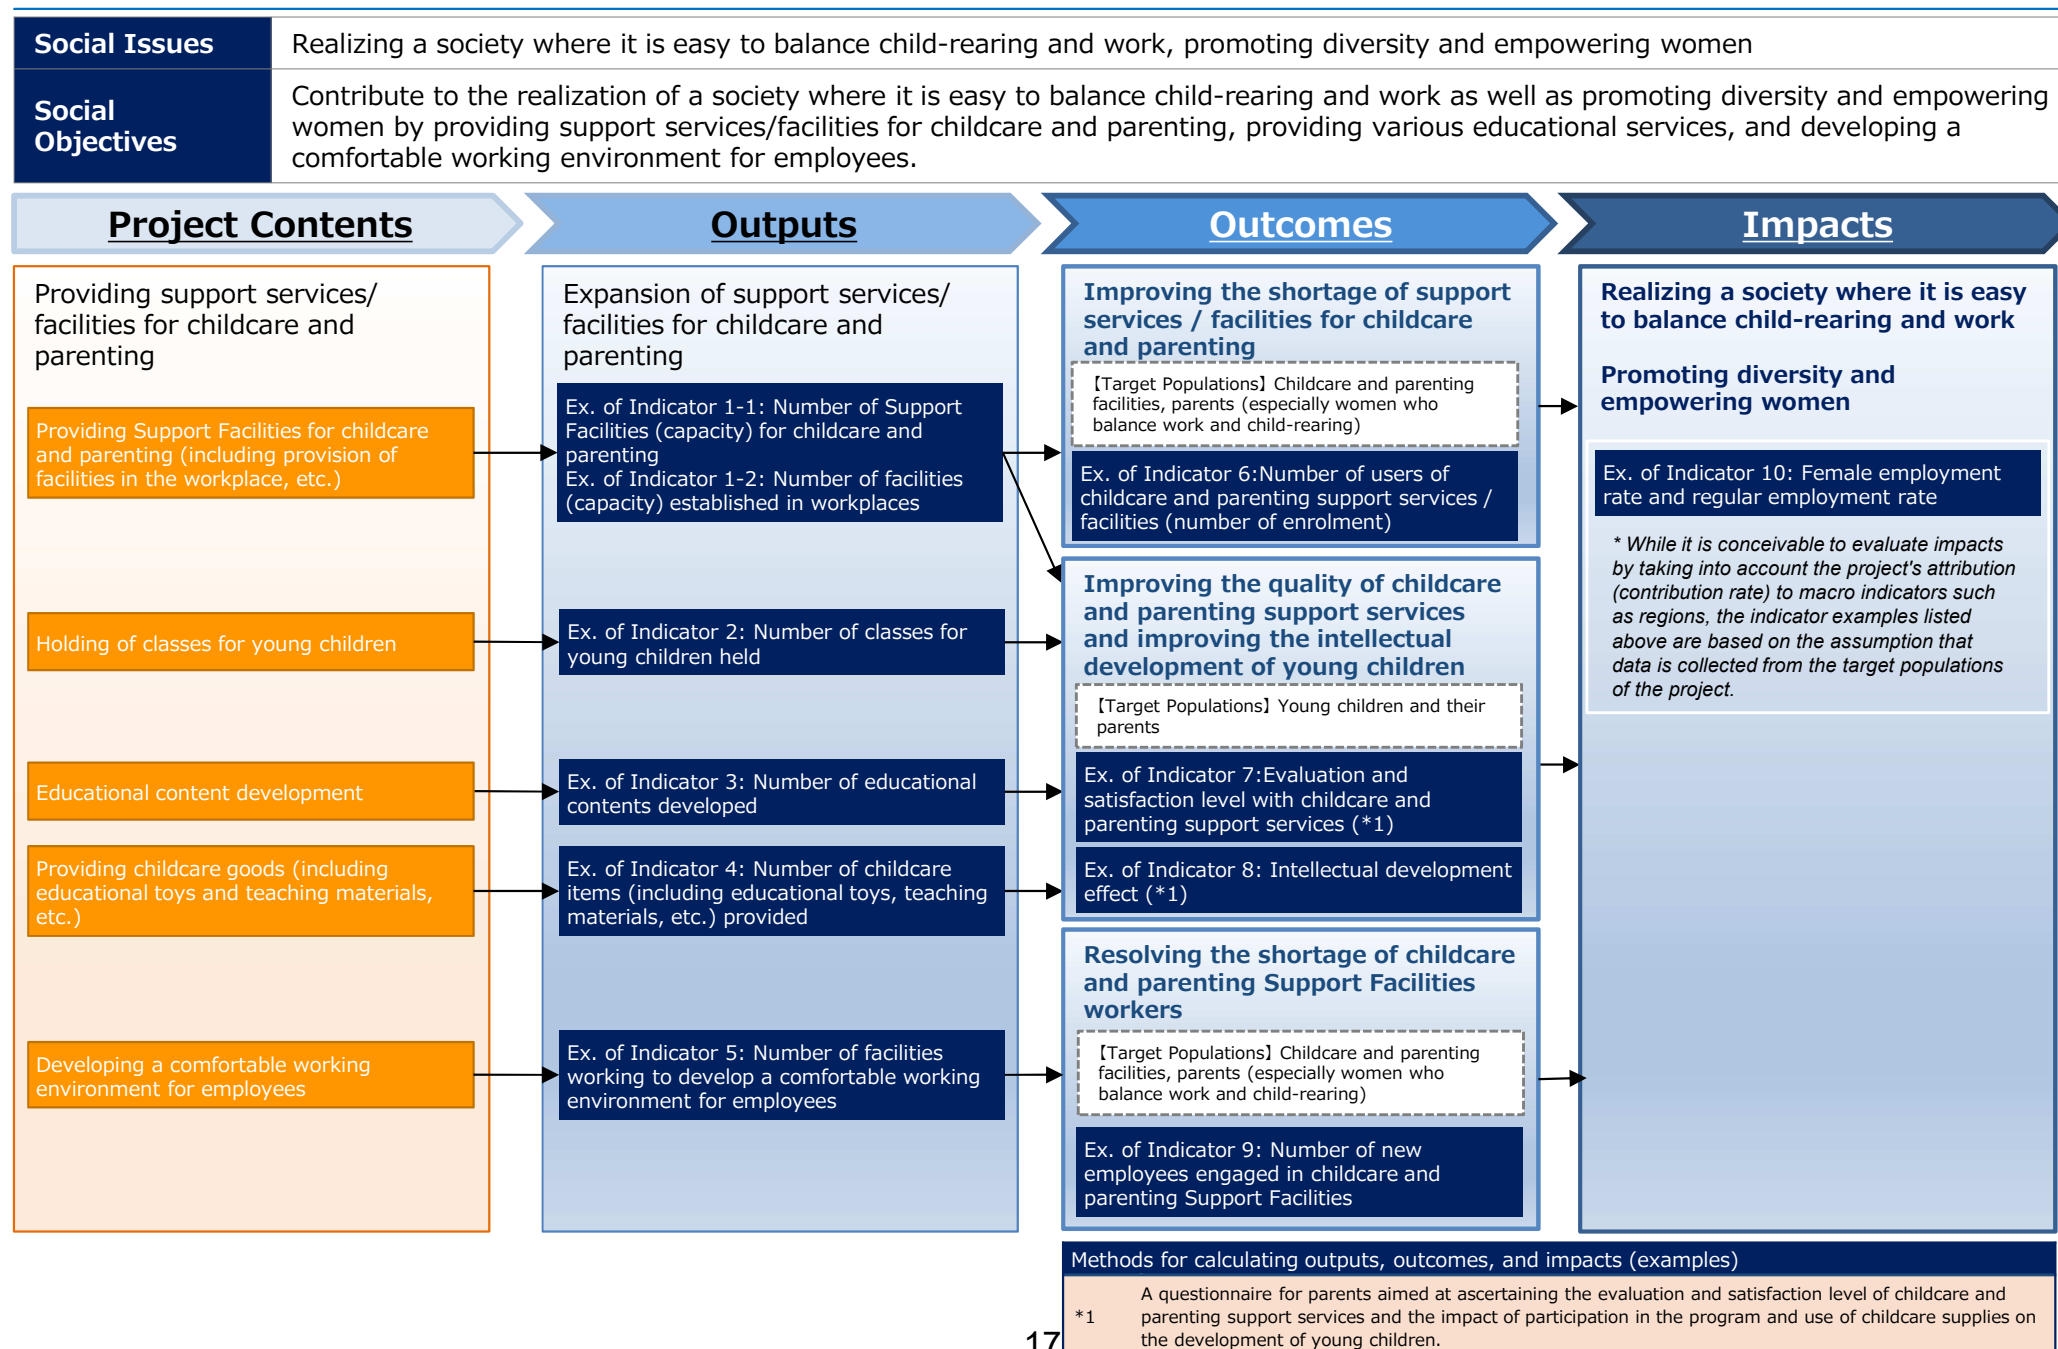 Social Issues
Realizing a society where it is easy to balance child-rearing and work, promoting diversity and empowering women
Social
Objectives
Contribute to the realization of a society where it is easy to balance child-rearing and work as well as promoting diversity and empowering
women by providing support services/facilities for childcare and parenting, providing various educational services, and developing a
comfortable working environment for employees.
Project Contents
Outputs
Outcomes
Impacts
Providing support services/
facilities for childcare and
parenting
Providing Support Facilities for childcare
and parenting (including provision of
facilities in the workplace, etc.)
Holding of classes for young children
Educational content development
Providing childcare goods (including
educational toys and teaching materials,
etc.)
Developing a comfortable working
environment for employees
Expansion of support services/
facilities for childcare and
parenting
Ex. of Indicator 1-1: Number of Support
Facilities (capacity) for childcare and
parenting
Ex. of Indicator 1-2: Number of facilities
(capacity) established in workplaces
Ex. of Indicator 2: Number of classes for
young children held
Ex. of Indicator 3: Number of educational
contents developed
Ex. of Indicator 4: Number of childcare
items (including educational toys, teaching
materials, etc.) provided
Ex. of Indicator 5: Number of facilities
working to develop a comfortable working
environment for employees
Improving the shortage of support
services / facilities for childcare
and parenting
【Target Populations】 Childcare and parenting
facilities, parents (especially women who
balance work and child-rearing)
Ex. of Indicator 6:Number of users of
childcare and parenting support services /
facilities (number of enrolment)
Improving the quality of childcare
and parenting support services
and improving the intellectual
development of young children
【Target Populations】 Young children and their
parents
Ex. of Indicator 7:Evaluation and
satisfaction level with childcare and
parenting support services (*1)
Ex. of Indicator 8: Intellectual development
effect (*1)
Resolving the shortage of childcare
and parenting Support Facilities
workers
【Target Populations】 Childcare and parenting
facilities, parents (especially women who
balance work and child-rearing)
Ex. of Indicator 9: Number of new
employees engaged in childcare and
parenting Support Facilities
Realizing a society where it is easy
to balance child-rearing and work
Promoting diversity and
empowering women
Ex. of Indicator 10: Female employment
rate and regular employment rate
* While it is conceivable to evaluate impacts
by taking into account the project's attribution
(contribution rate) to macro indicators such
as regions, the indicator examples listed
above are based on the assumption that
data is collected from the target populations
of the project.
Methods for calculating outputs, outcomes, and impacts (examples)
*1
A questionnaire for parents aimed at ascertaining the evaluation and satisfaction level of childcare and
parenting support services and the impact of participation in the program and use of childcare supplies on
the development of young children.
17